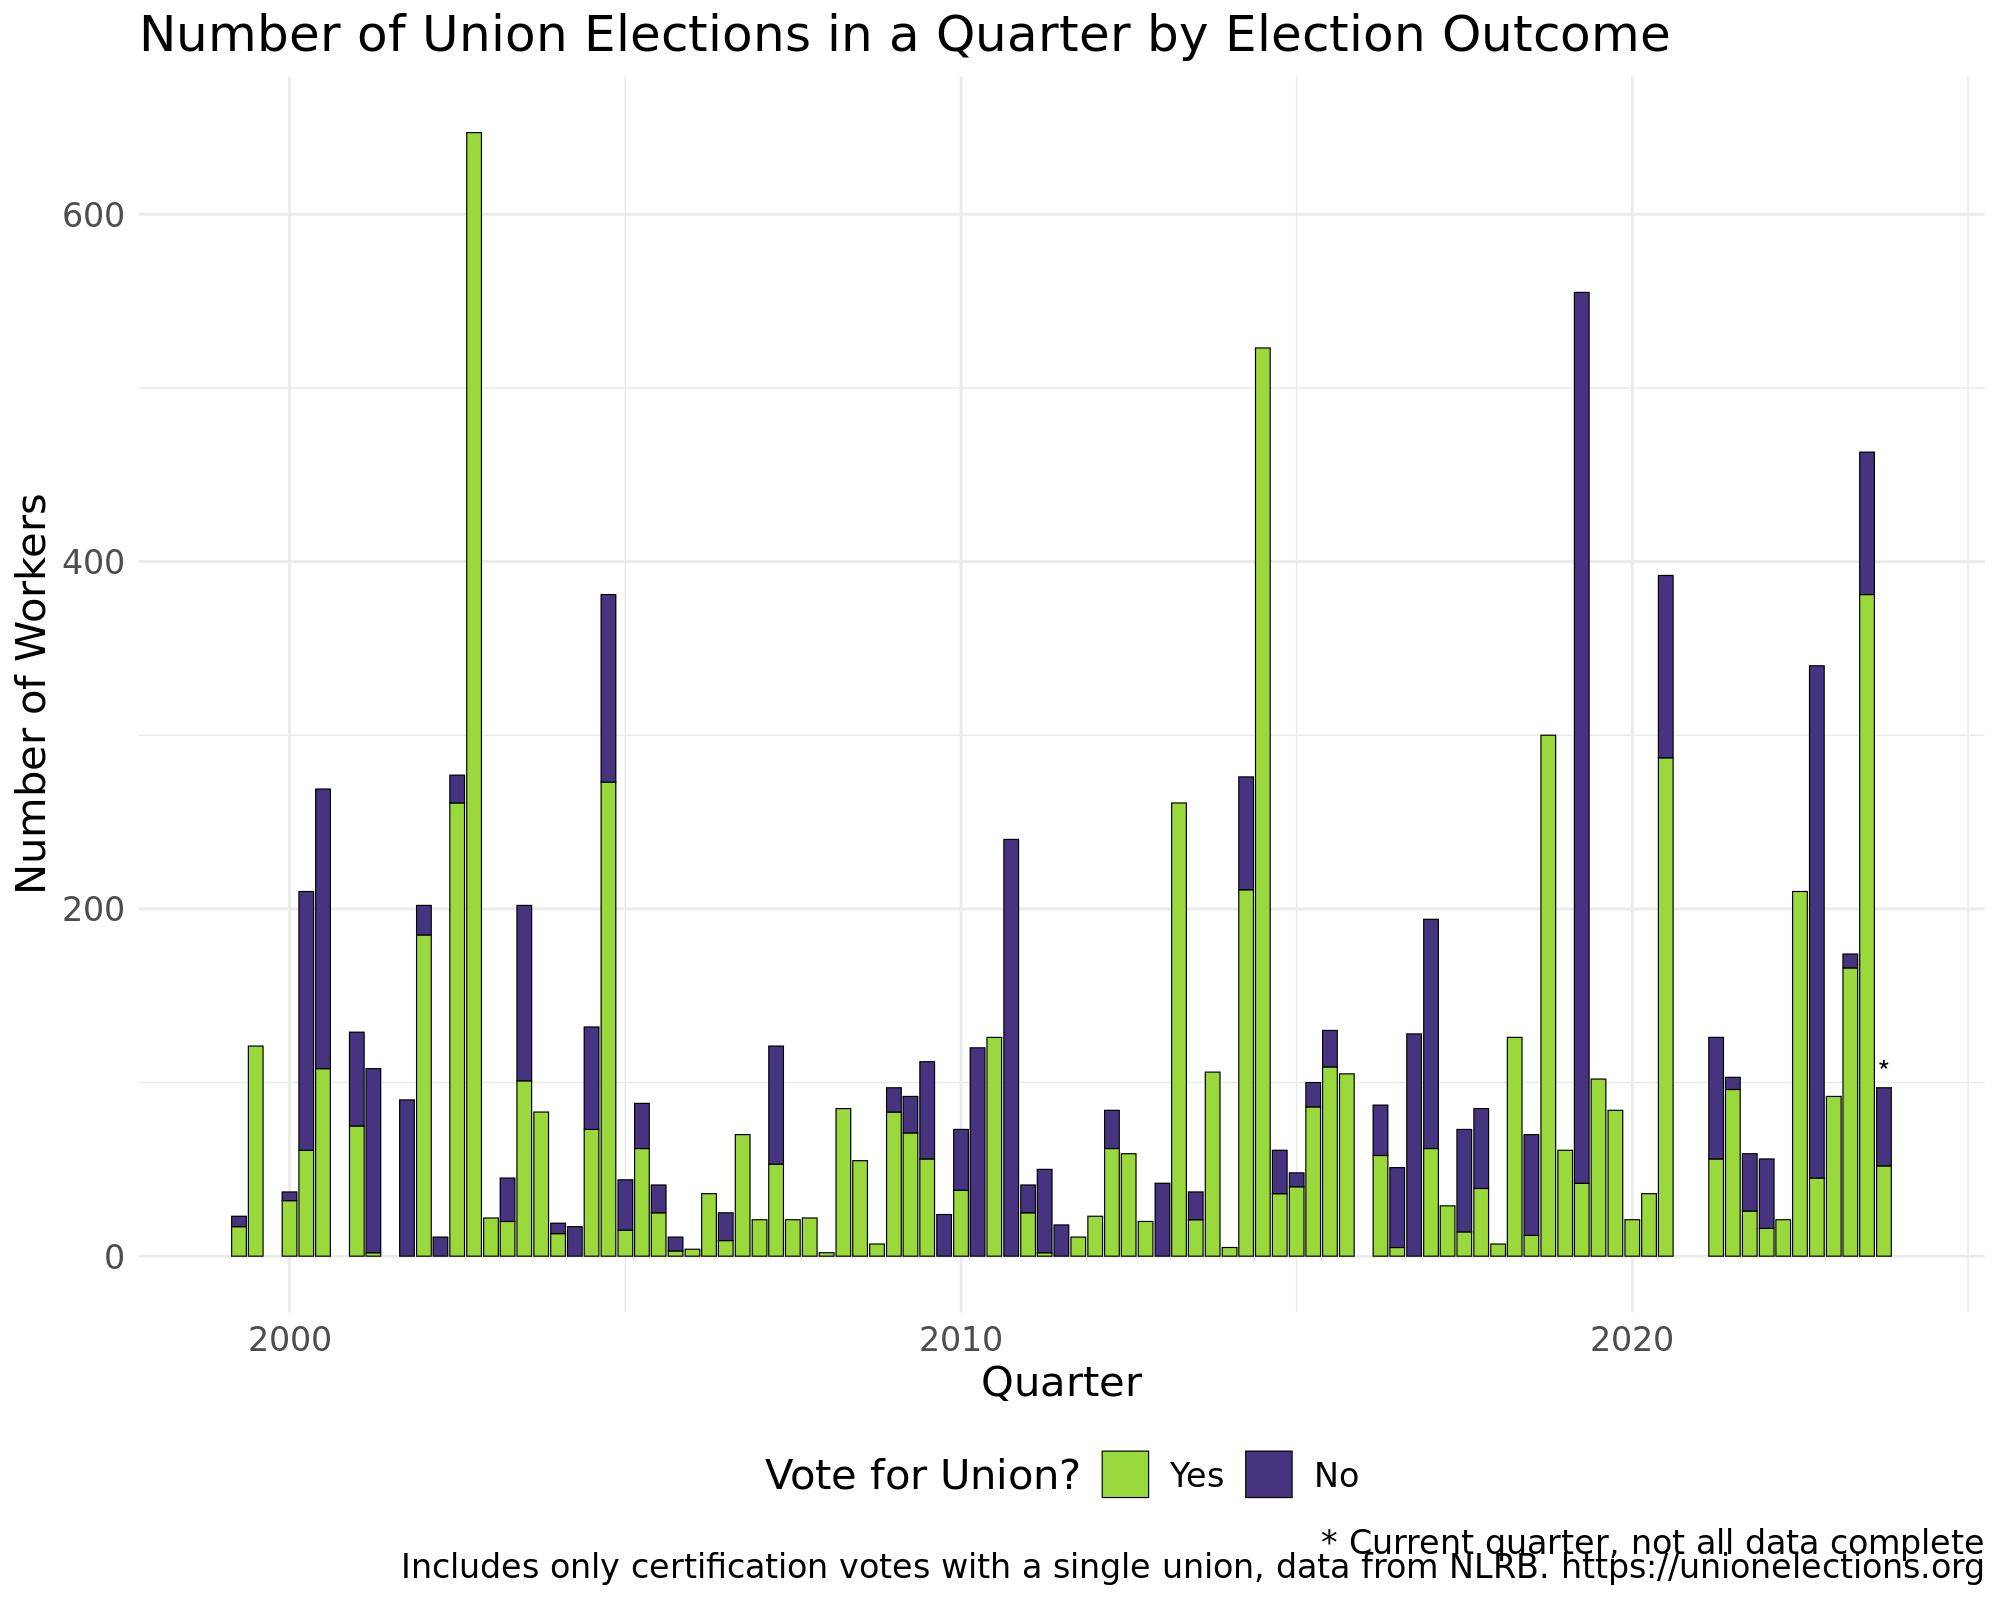 Number of Union Elections in a Quarter by Election Outcome
Number of Workers
600
400
200
0
*
2000
2010
2020
Quarter
Vote for Union?
Yes
No
* Current quarter, not all data complete
Includes only certification votes with a single union, data from NLRB. https://unionelections.org